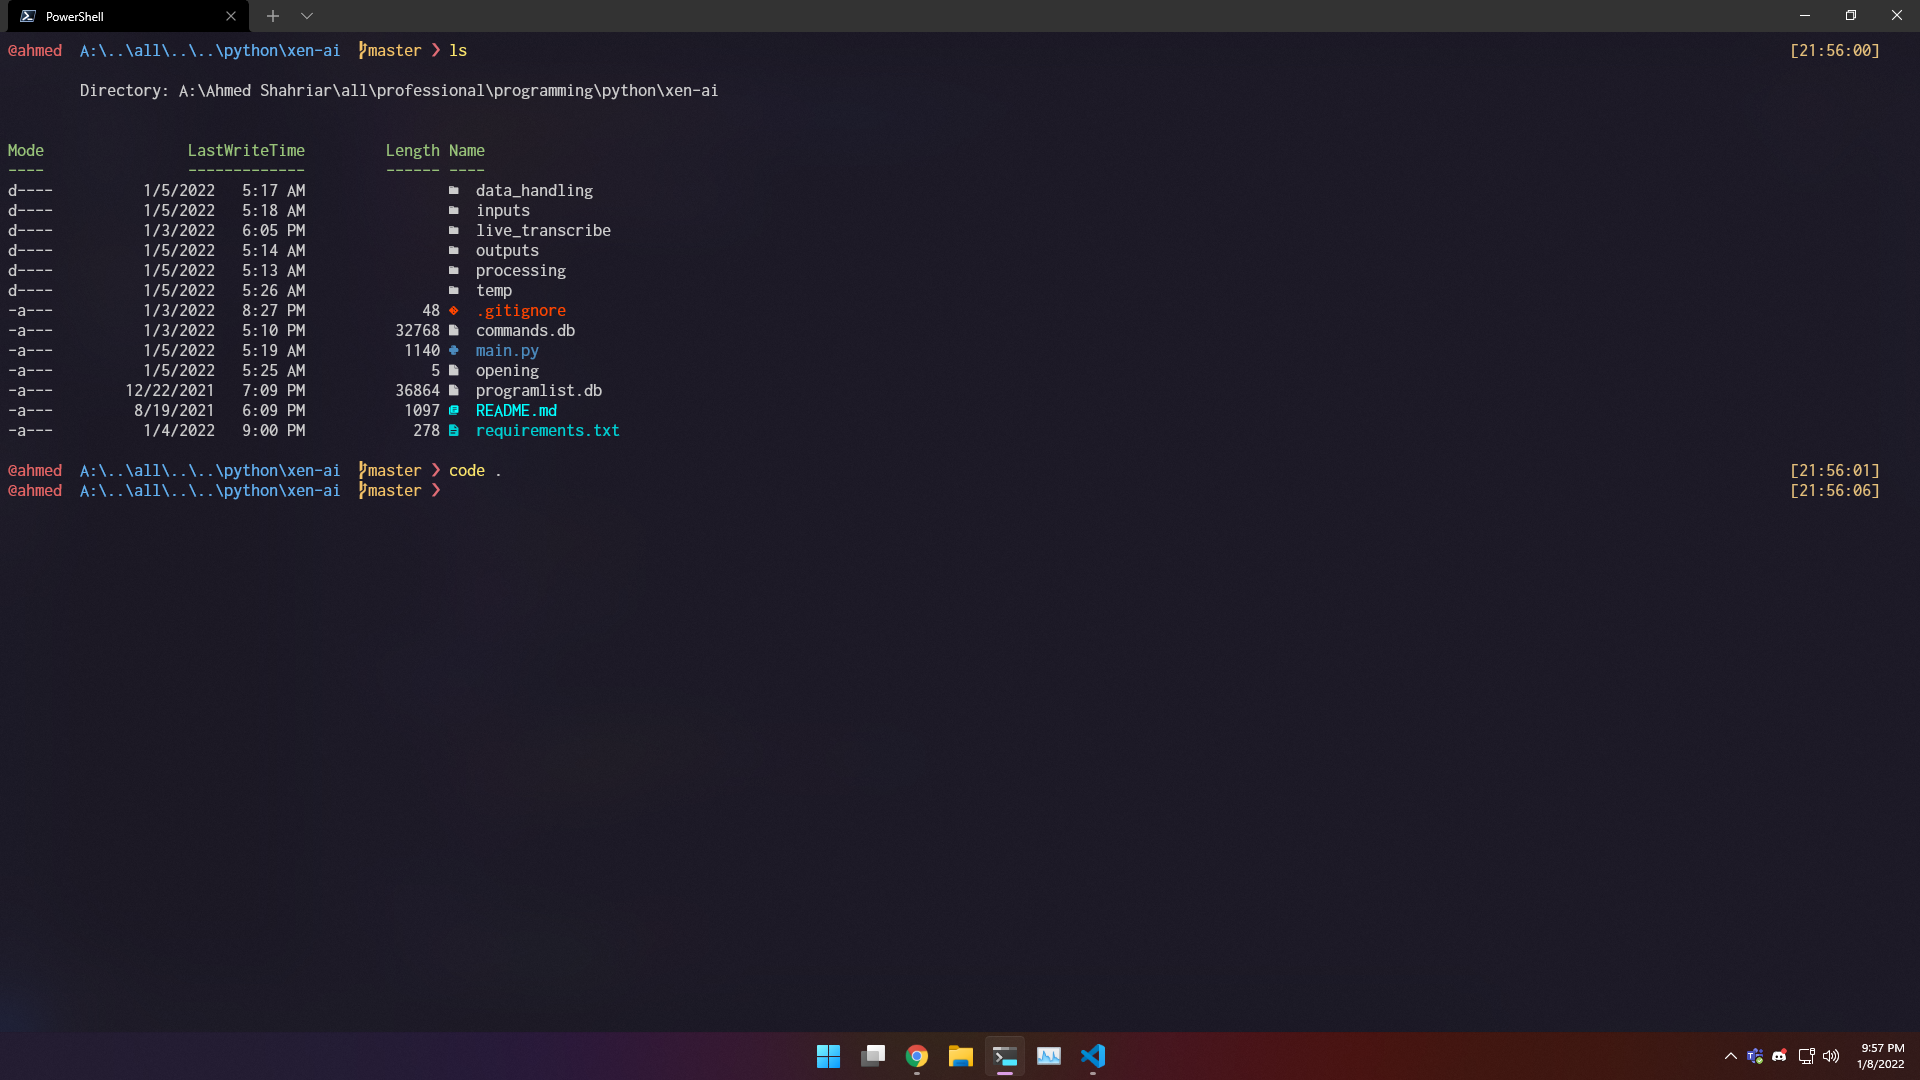 PowerShell
@ahmed A:\..\all\..\..\python\xen-ai master ❯ ls [21:56:00]
Directory: A:\Ahmed Shahriar\all\professional\programming\python\xen-ai
Mode LastWriteTime Length Name
---- ------------- ------ ----
d---- 1/5/2022 5:17 AM data_handling
d---- 1/5/2022 5:18 AM inputs
d---- 1/3/2022 6:05 PM live_transcribe
d---- 1/5/2022 5:14 AM outputs
d---- 1/5/2022 5:13 AM processing
d---- 1/5/2022 5:26 AM temp
-a--- 1/3/2022 8:27 PM 48 .gitignore
-a--- 1/3/2022 5:10 PM 32768 commands.db
-a--- 1/5/2022 5:19 AM 1140 main.py
-a--- 1/5/2022 5:25 AM 5 opening
-a--- 12/22/2021 7:09 PM 36864 programlist.db
-a--- 8/19/2021 6:09 PM 1097 README.md
-a--- 1/4/2022 9:00 PM 278 requirements.txt
@ahmed A:\..\all\..\..\python\xen-ai master ❯ code . [21:56:01]
@ahmed A:\..\all\..\..\python\xen-ai master ❯ [21:56:06]
9:57 PM
1/8/2022